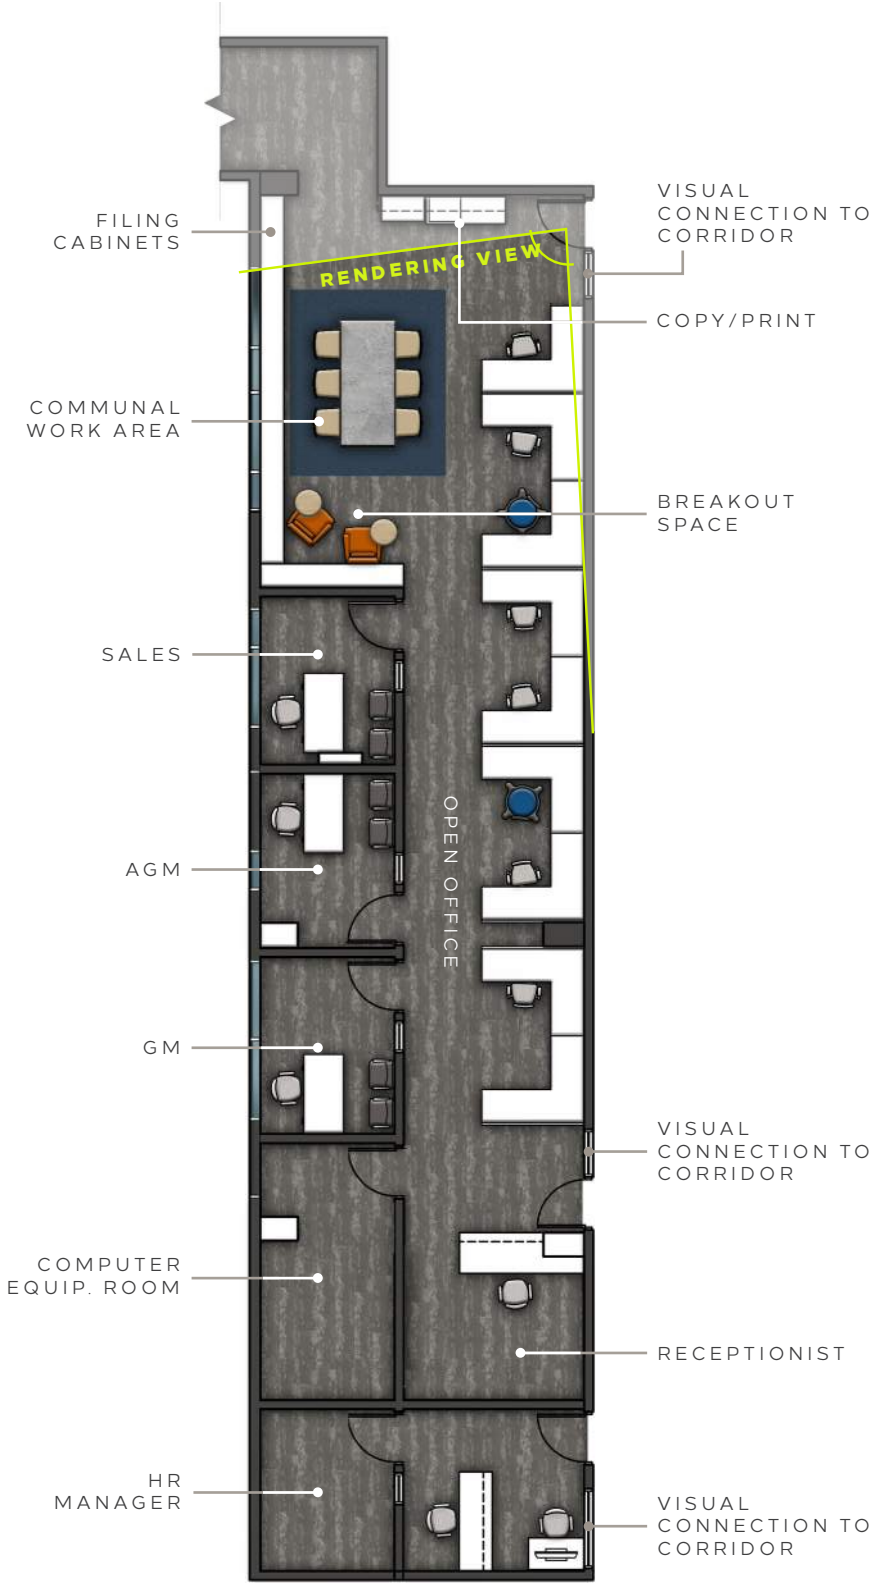 VISUAL
CONNECTION TO
CORRIDOR
FILING
CABINETS
RENDERING VIEW
COPY/PRINT
COMMUNAL
WORK AREA
BREAKOUT
SPACE
SALES
OPEN OFFICE
AGM
GM
VISUAL
CONNECTION TO
CORRIDOR
COMPUTER
EQUIP. ROOM
RECEPTIONIST
HR
MANAGER
VISUAL
CONNECTION TO
CORRIDOR